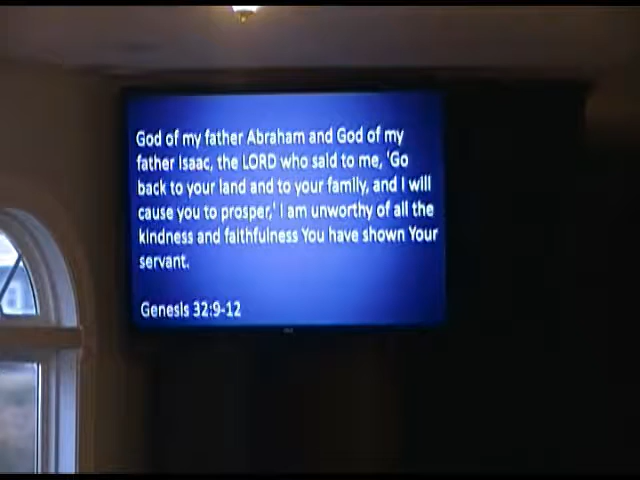 God of my father Abraham and God of my
father Isaac, the LORD who said to me, 'Go
back to your land and to your family, and I will
cause you to prosper,' I am unworthy of all the
kindness and faithfulness You have shown Your
servant.
Genesis 32:9-12